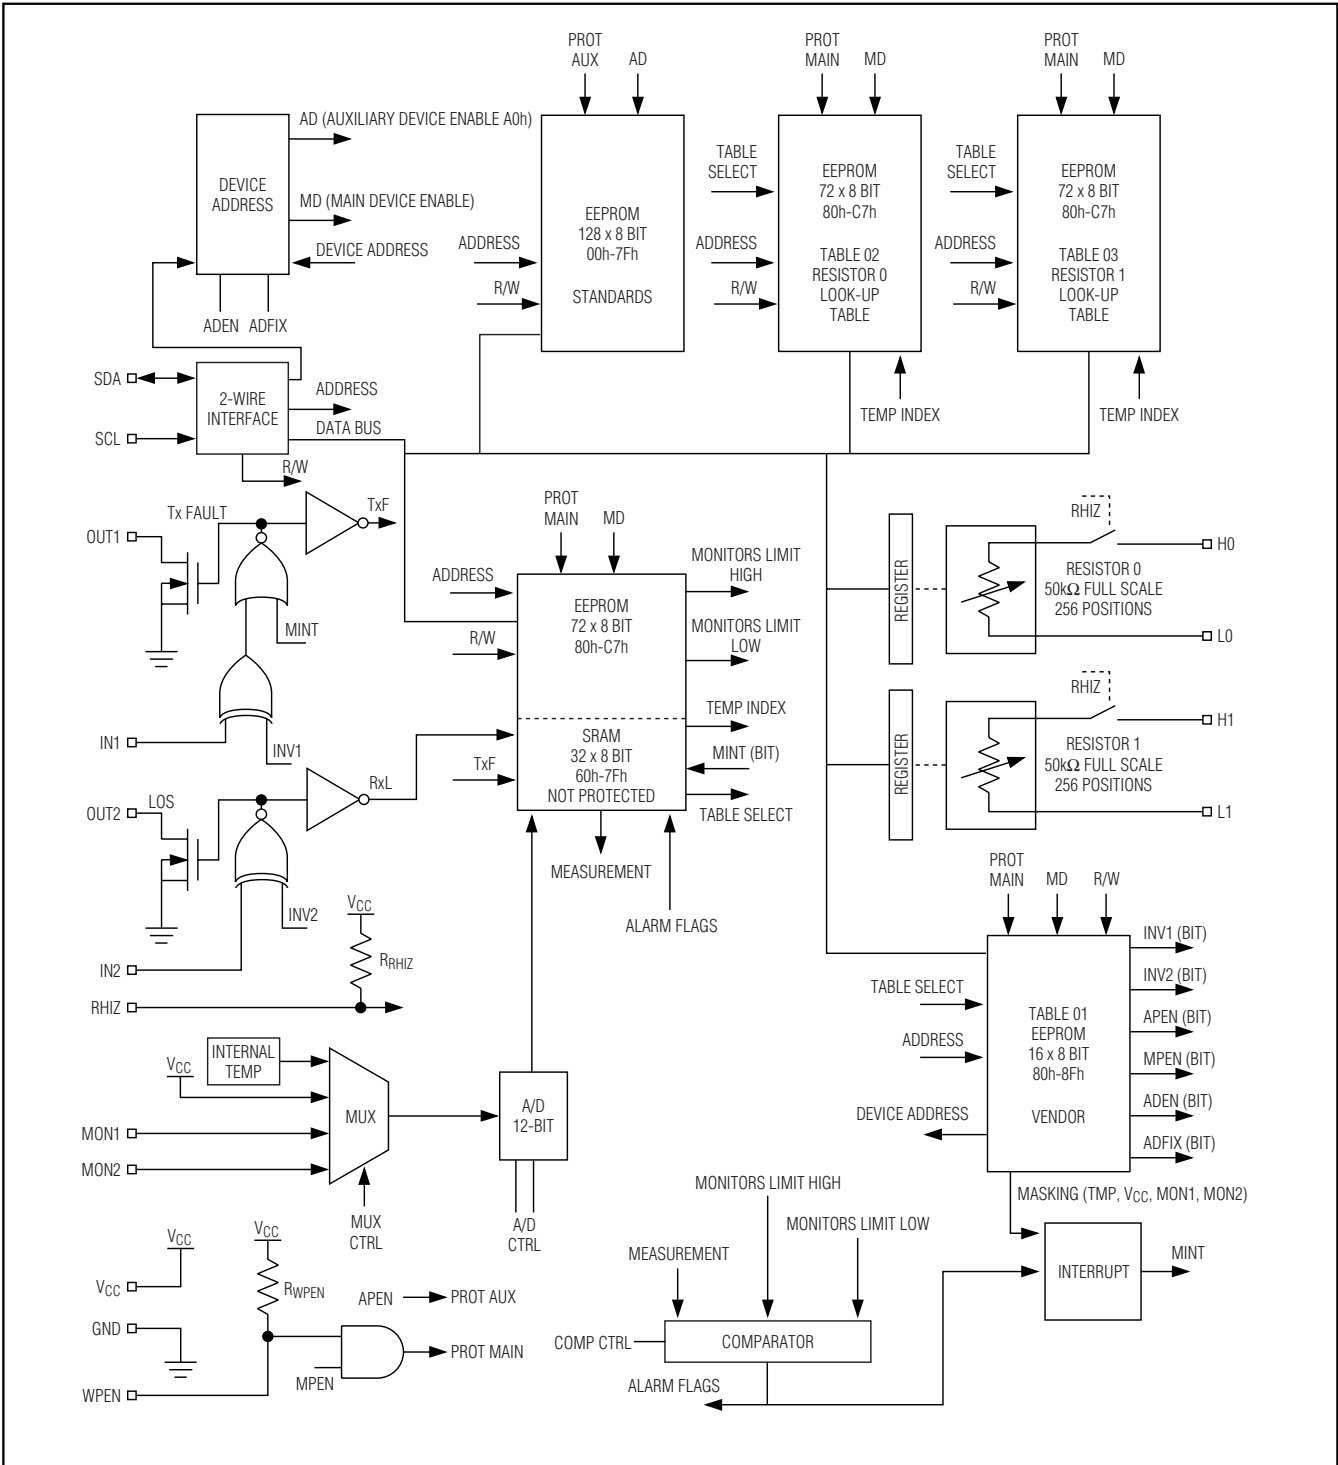 PROT
AUX
AD
PROT
MAIN
MD
PROT
MAIN
MD
AD (AUXILIARY DEVICE ENABLE A0h)
DEVICE
ADDRESS
MD (MAIN DEVICE ENABLE)
DEVICE ADDRESS
ADEN
ADFIX
ADDRESS
R/W
EEPROM
128 x 8 BIT
00h-7Fh
STANDARDS
TABLE
SELECT
ADDRESS
R/W
EEPROM
72 x 8 BIT
80h-C7h
TABLE 02
RESISTOR 0
LOOK-UP
TABLE
TEMP INDEX
TABLE
SELECT
ADDRESS
R/W
EEPROM
72 x 8 BIT
80h-C7h
TABLE 03
RESISTOR 1
LOOK-UP
TABLE
TEMP INDEX
SDA
SCL
2-WIRE
INTERFACE
ADDRESS
DATA BUS
R/W
Tx FAULT
TxF
OUT1
MINT
IN1
INV1
RxL
LOS
OUT2
INV2
IN2
VCC
RRHIZ
RHIZ
PROT
MAIN
MD
ADDRESS
R/W
TxF
EEPROM
72 x 8 BIT
80h-C7h
SRAM
32 x 8 BIT
60h-7Fh
NOT PROTECTED
MONITORS LIMIT
HIGH
MONITORS LIMIT
LOW
TEMP INDEX
MINT (BIT)
TABLE SELECT
MEASUREMENT
ALARM FLAGS
REGISTER
RHIZ
RESISTOR 0
50kΩ FULL SCALE
256 POSITIONS
H0
L0
REGISTER
RHIZ
RESISTOR 1
50kΩ FULL SCALE
256 POSITIONS
H1
L1
PROT
MAIN
MD
R/W
TABLE SELECT
ADDRESS
DEVICE ADDRESS
TABLE 01
EEPROM
16 x 8 BIT
80h-8Fh
VENDOR
INV1 (BIT)
INV2 (BIT)
APEN (BIT)
MPEN (BIT)
ADEN (BIT)
ADFIX (BIT)
INTERNAL
TEMP
VCC
MON1
MON2
MUX
MUX
CTRL
A/D
12-BIT
A/D
CTRL
MASKING (TMP, VCC, MON1, MON2)
INTERRUPT
MINT
MONITORS LIMIT HIGH
MONITORS LIMIT LOW
MEASUREMENT
COMP CTRL
COMPARATOR
ALARM FLAGS
VCC
VCC
GND
VCC
RWPEN
WPEN
APEN
PROT AUX
MPEN
PROT MAIN